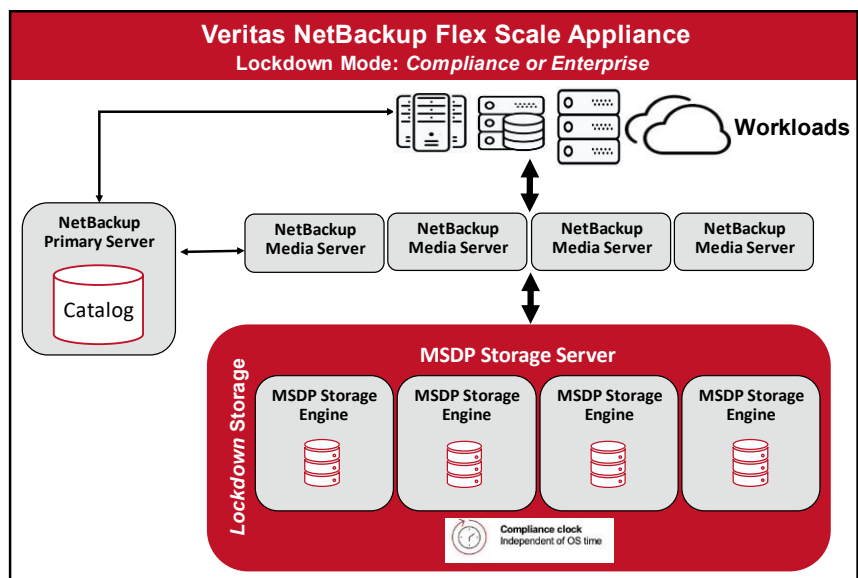 Veritas NetBackup Flex Scale Appliance
Lockdown Mode: Compliance or Enterprise
Workloads
NetBackup
Primary Server
Catalog
NetBackup
Media Server
NetBackup
Media Server
NetBackup
Media Server
NetBackup
Media Server
Lockdown Storage
MSDP Storage Server
MSDP Storage
Engine
MSDP Storage
Engine
MSDP Storage
Engine
MSDP Storage
Engine
Compliance clock
Independent of OS time